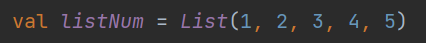 val listNum = List(1, 2, 3, 4, 5)